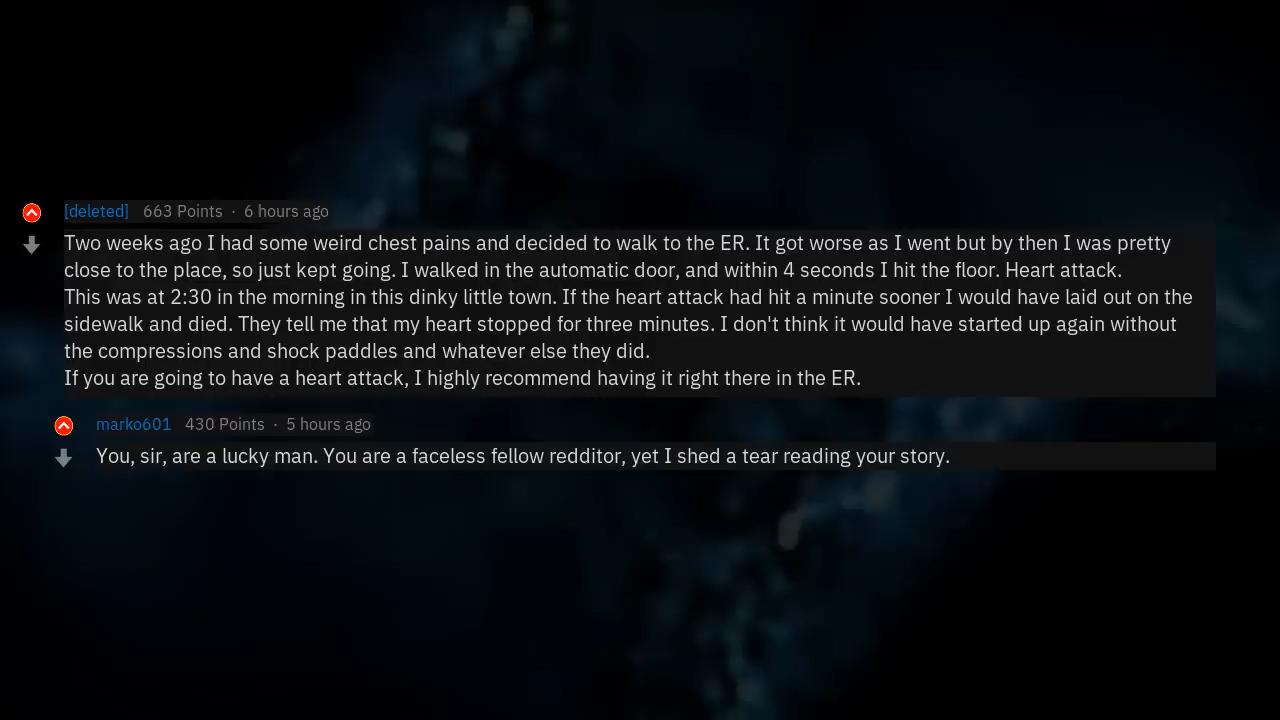 [deleted] 663 Points · 6 hours ago
Two weeks ago I had some weird chest pains and decided to walk to the ER. It got worse as I went but by then I was pretty
close to the place, so just kept going. I walked in the automatic door, and within 4 seconds I hit the floor. Heart attack.
This was at 2:30 in the morning in this dinky little town. If the heart attack had hit a minute sooner I would have laid out on the
sidewalk and died. They tell me that my heart stopped for three minutes. I don't think it would have started up again without
the compressions and shock paddles and whatever else they did.
If you are going to have a heart attack, I highly recommend having it right there in the ER.
marko601 430 Points · 5 hours ago
You, sir, are a lucky man. You are a faceless fellow redditor, yet I shed a tear reading your story.